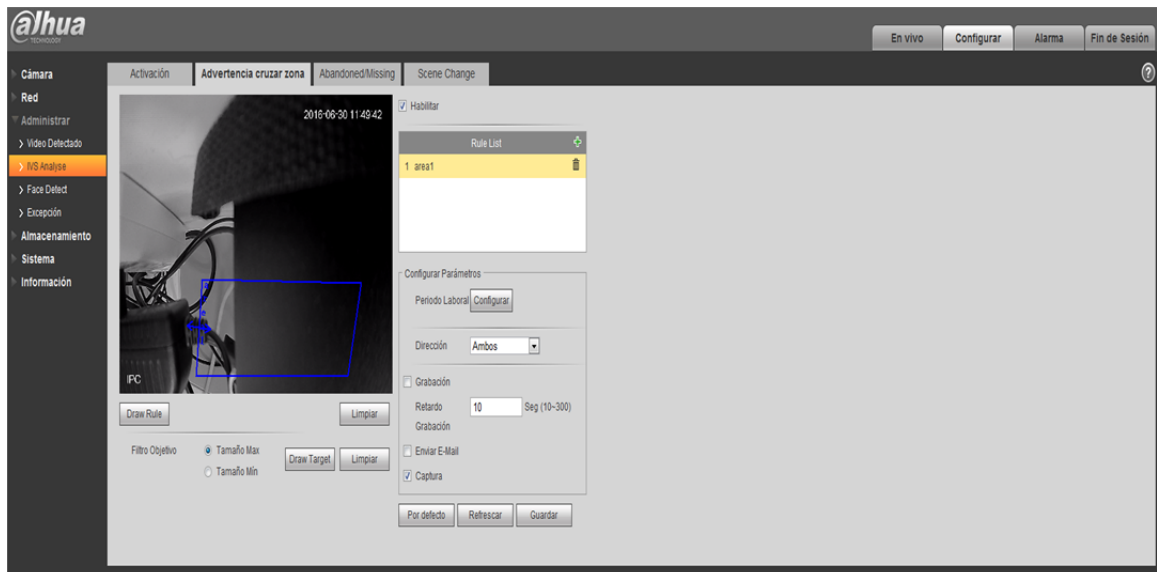 alhua
TECHNOLOGY
En vivo
Configurar
Alarma
Fin de Sesión
Cámara
Red
Administrar
Video Detectado
IVS Analyse
Face Detect
Excepción
Almacenamiento
Sistema
Información
Activación
Advertencia cruzar zona
Abandoned/Missing
Scene Change
2016-06-30 11:49:42
IPC
Draw Rule
Limpiar
Filtro Objetivo
Tamaño Max
Tamaño Mín
Draw Target
Limpiar
Habilitar
Rule List
1 area1
Configurar Parámetros
Periodo Laboral
Configurar
Dirección
Ambos
Grabación
Retardo
10
Seg (10~300)
Grabación
Enviar E-Mail
Captura
Por defecto
Refrescar
Guardar